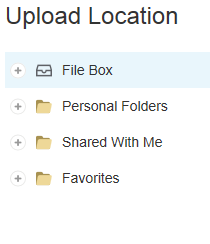 Upload Location
File Box
Personal Folders
Shared With Me
Favorites